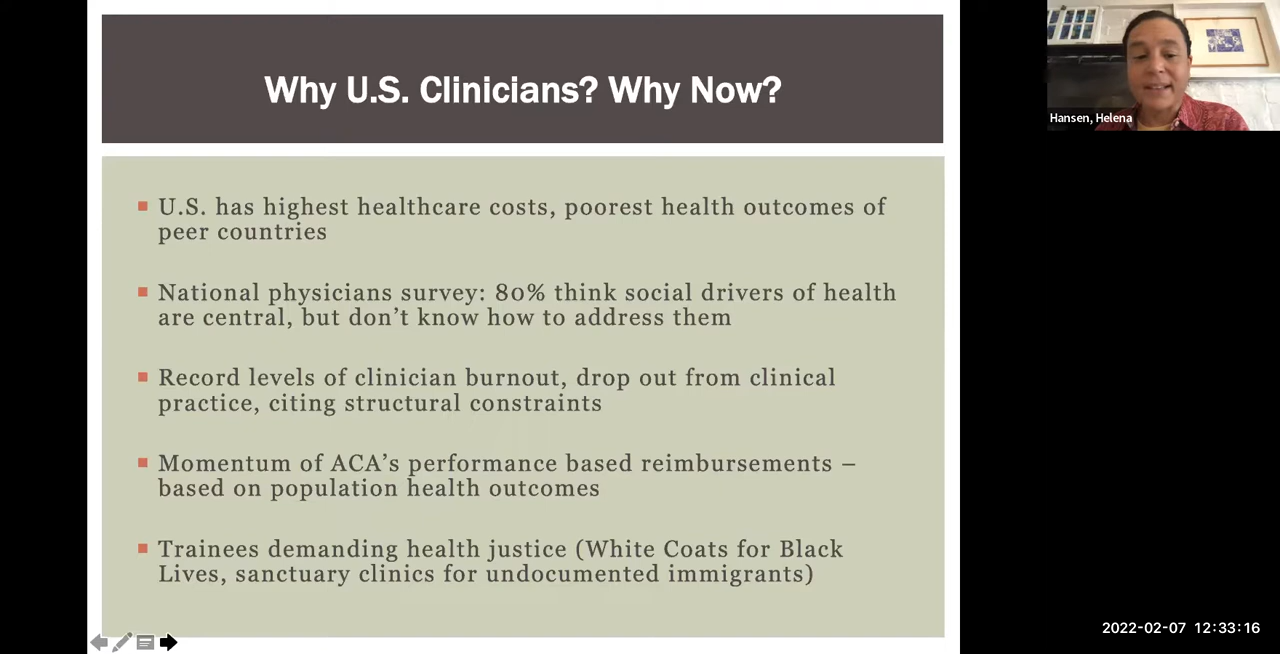 Why U.S. Clinicians? Why Now?
U.S. has highest healthcare costs, poorest health outcomes of
peer countries
National physicians survey: 80% think social drivers of health
are central, but don't know how to address them
Record levels of clinician burnout, drop out from clinical
practice, citing structural constraints
Momentum of ACA's performance based reimbursements –
based on population health outcomes
Trainees demanding health justice (White Coats for Black
Lives, sanctuary clinics for undocumented immigrants)
Hansen, Helena
2022-02-07 12:33:16